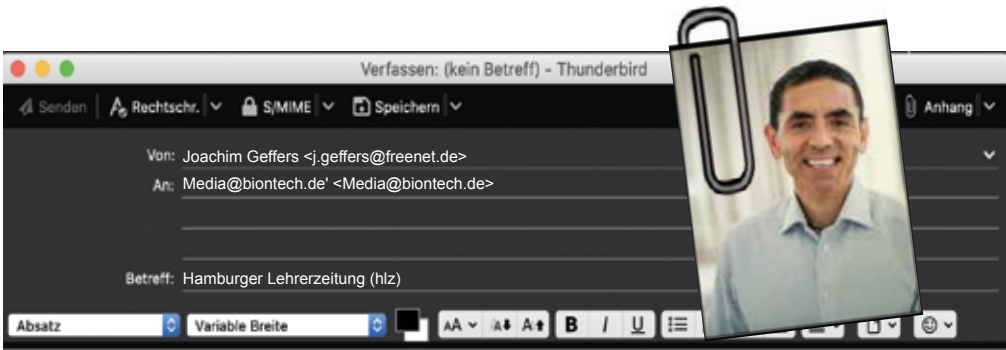 Verfassen: (kein Betreff) - Thunderbird
Senden Rechtschr. S/MIME Speichern Anhang
Von: Joachim Geffers <j.geffers@freenet.de>
An: Media@biontech.de' <Media@biontech.de>
Betreff: Hamburger Lehrerzeitung (hlz)
Absatz Variable Breite AA A A B I U